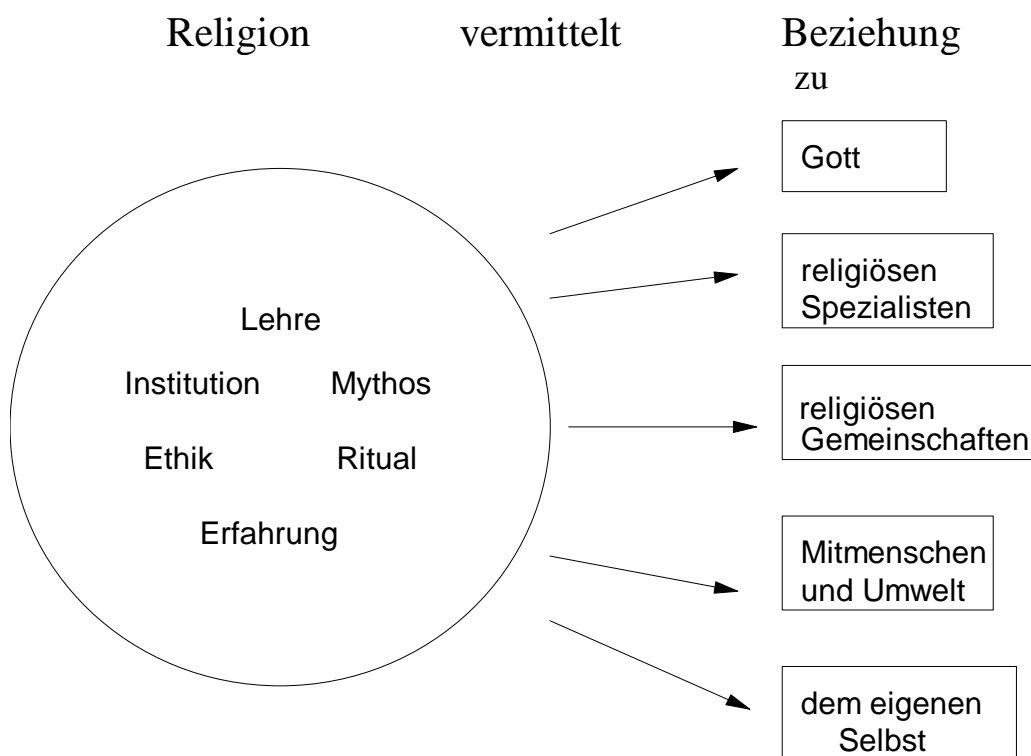 Religion vermittelt Beziehung
zu
Gott
religiösen
Spezialisten
Lehre
Institution Mythos
religiösen
Gemeinschaften
Ethik Ritual
Erfahrung
Mitmenschen
und Umwelt
dem eigenen
Selbst